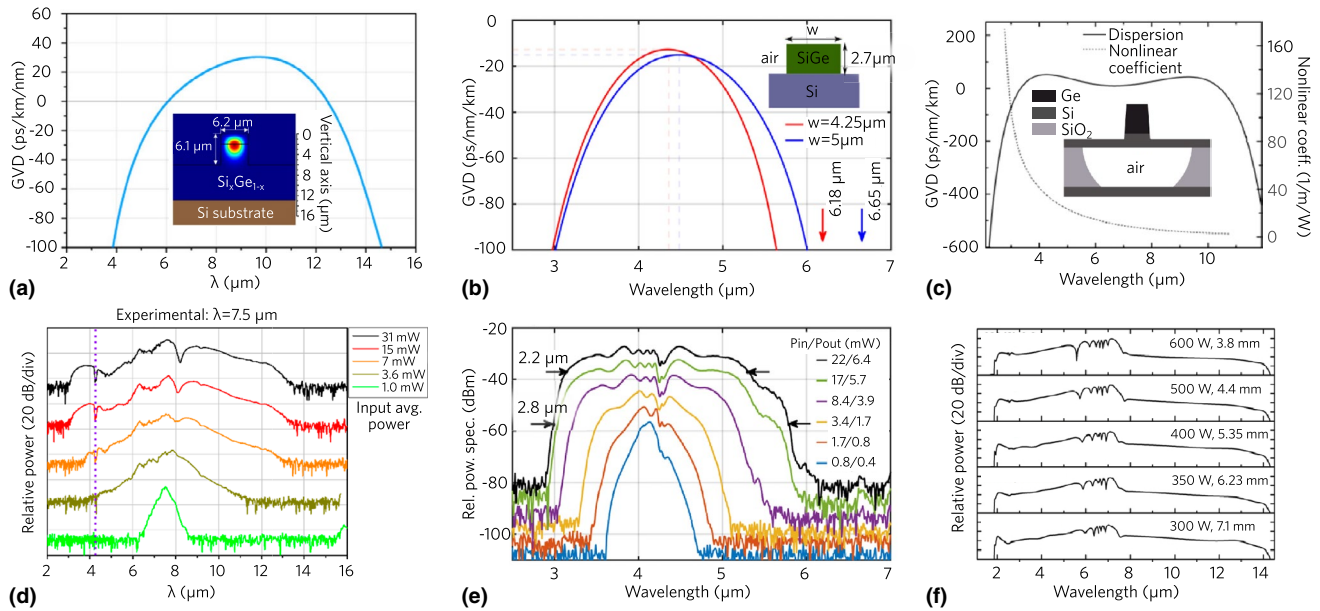 60
40
20
0
-20
-40
-60
-80
-100
GVD (ps/km/nm)
6.2 µm
6.1 µm
0
4
8
12
16
Vertical axis (µm)
SixGe1-x
Si substrate
2 4 6 8 10 12 14 16
λ (µm)
(a)
0
-20
-40
-60
-80
-100
GVD (ps/nm/km)
w
air
SiGe
2.7µm
Si
w=4.25µm
w=5µm
6.18 µm
6.65 µm
3 4 5 6 7
Wavelength (µm)
(b)
200
0
-200
-400
-600
GVD (ps/nm/km)
Dispersion
Nonlinear
coefficient
Ge
Si
SiO2
air
160
120
80
40
0
Nonlinear coeff. (1/m/W)
4 6 8 10
Wavelength (µm)
(c)
Experimental: λ=7.5 µm
Relative power (20 dB/div)
31 mW
15 mW
7 mW
3.6 mW
1.0 mW
Input avg.
power
2 4 6 8 10 12 14 16
λ (µm)
(d)
-20
-40
-60
-80
-100
Rel. pow. spec. (dBm)
2.2 µm
2.8 µm
Pin/Pout (mW)
22/6.4
17/5.7
8.4/3.9
3.4/1.7
1.7/0.8
0.8/0.4
3 4 5 6 7
Wavelength (µm)
(e)
Relative power (20 dB/div)
600 W, 3.8 mm
500 W, 4.4 mm
400 W, 5.35 mm
350 W, 6.23 mm
300 W, 7.1 mm
2 4 6 8 10 12 14
Wavelength (µm)
(f)